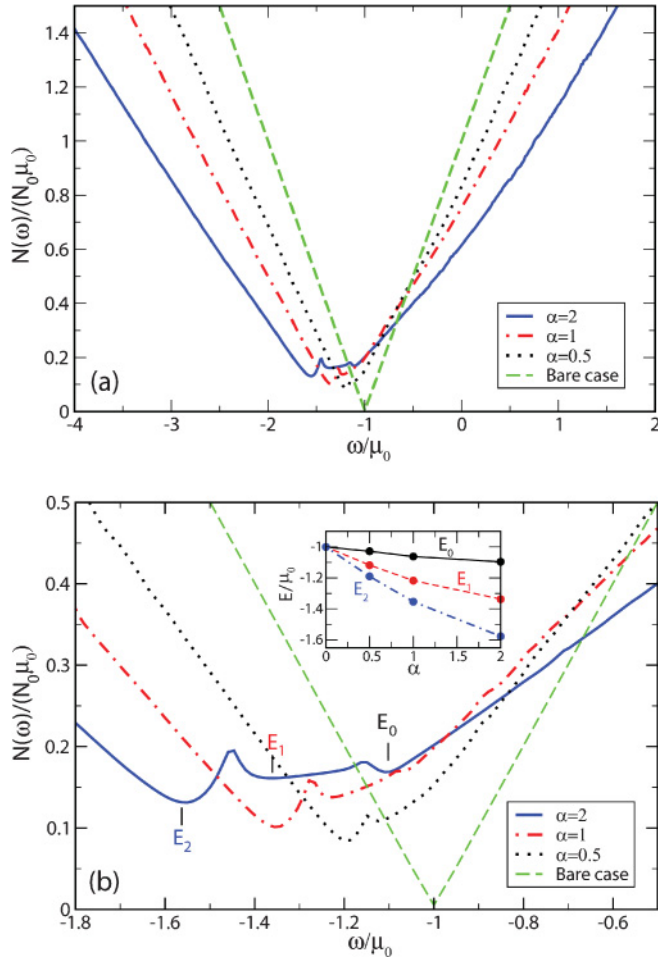 1.4
1.2
1
0.8
0.6
0.4
0.2
0
N(ω)/(N₀μ₀)
(a)
α=2
α=1
α=0.5
Bare case
-4 -3 -2 -1 0 1 2
ω/μ₀
0.5
0.4
0.3
0.2
0.1
0
N(ω)/(N₀μ₀)
-1
-1.2
-1.4
-1.6
E/μ₀
E₀
E₁
E₂
0 0.5 1 1.5 2
α
E₀
E₁
E₂
(b)
α=2
α=1
α=0.5
Bare case
-1.8 -1.6 -1.4 -1.2 -1 -0.8 -0.6
ω/μ₀